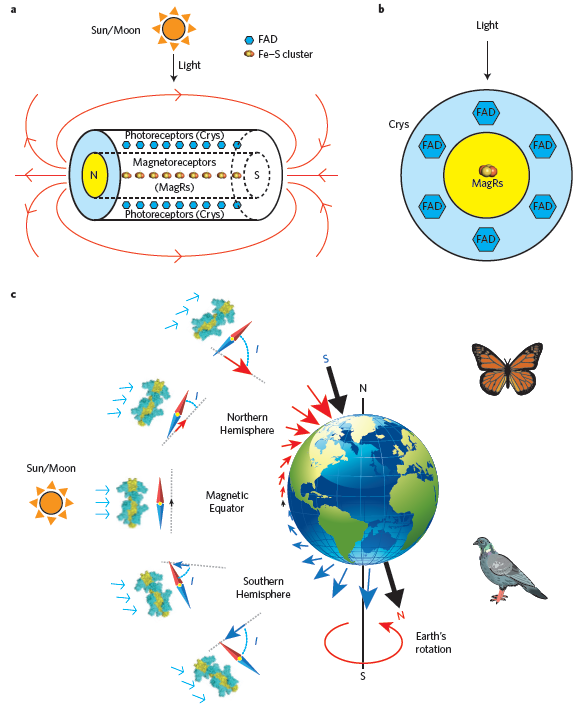 a
Sun/Moon
Light
FAD
Fe–S cluster
Photoreceptors (Crys)
Magnetoreceptors
N
S
(MagRs)
Photoreceptors (Crys)
b
Light
Crys
FAD
FAD
FAD
MagRs
FAD
FAD
FAD
c
I
S
N
I
Northern
Hemisphere
Sun/Moon
Magnetic
Equator
I
Southern
Hemisphere
I
N
Earth's
rotation
S